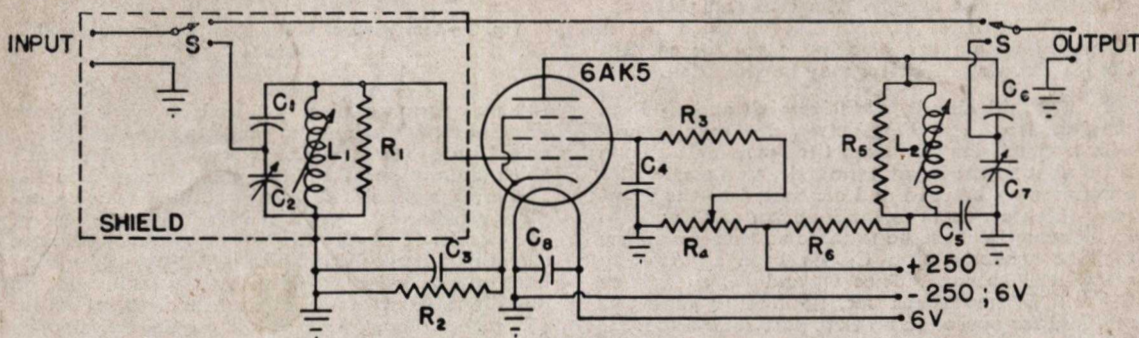 6AK5
INPUT
S
S
OUTPUT
C1
L1
R1
C2
R3
C4
R5
L2
C6
C7
SHIELD
C3
C8
R4
R6
C5
+250
R2
-250; 6V
6V